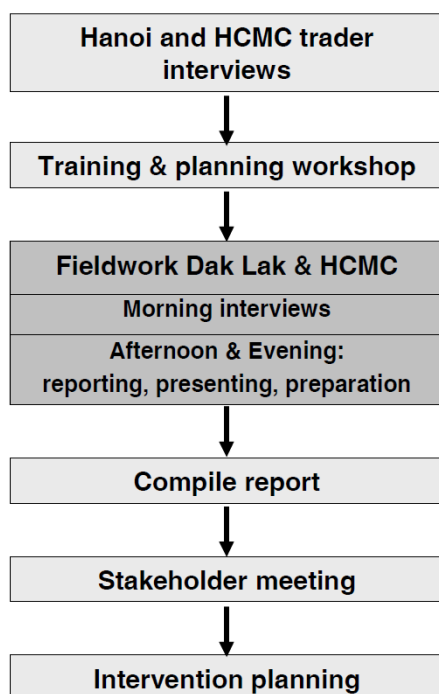 Hanoi and HCMC trader
interviews
Training & planning workshop
Fieldwork Dak Lak & HCMC
Morning interviews
Afternoon & Evening:
reporting, presenting, preparation
Compile report
Stakeholder meeting
Intervention planning